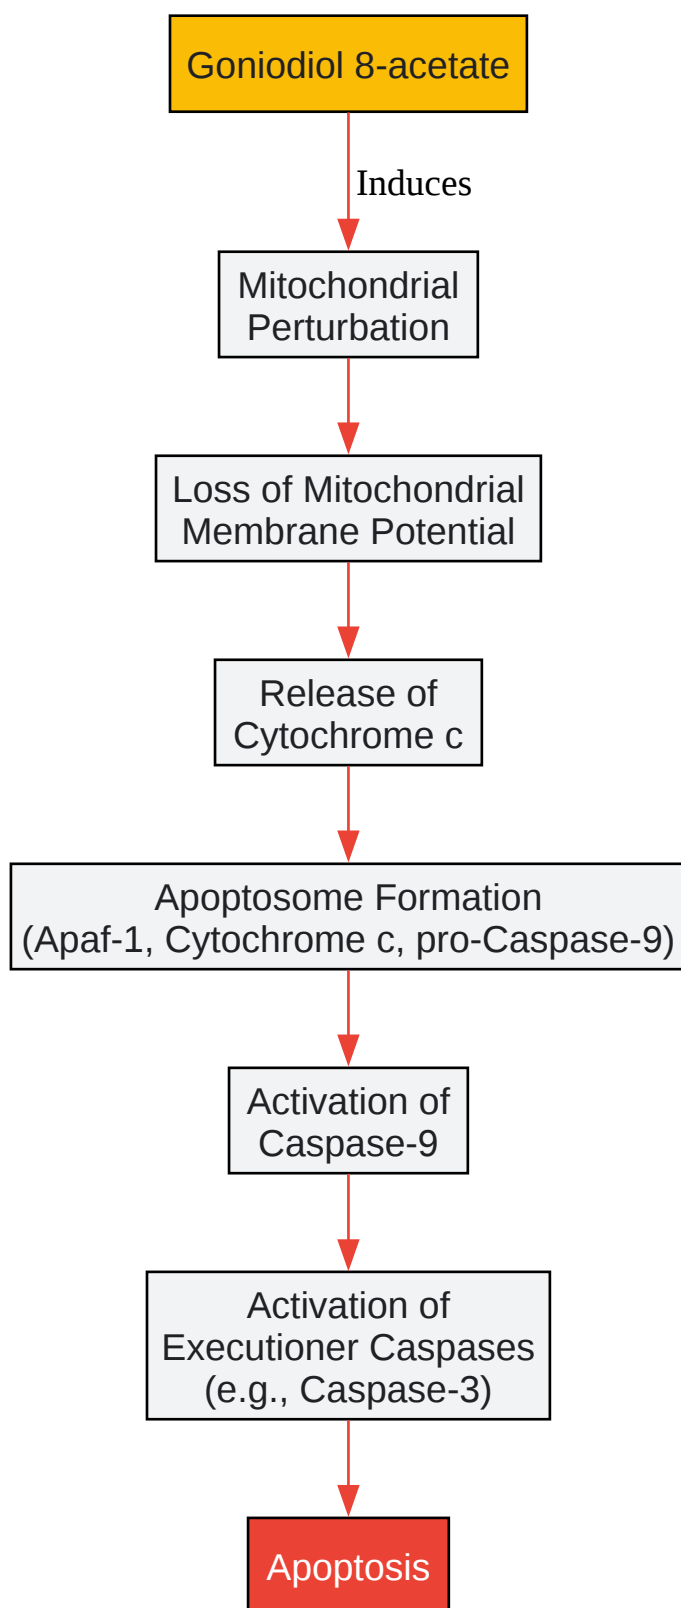 Goniodiol 8-acetate
Induces
Mitochondrial
Perturbation
Loss of Mitochondrial
Membrane Potential
Release of
Cytochrome c
Apoptosome Formation
(Apaf-1, Cytochrome c, pro-Caspase-9)
Activation of
Caspase-9
Activation of
Executioner Caspases
(e.g., Caspase-3)
Apoptosis